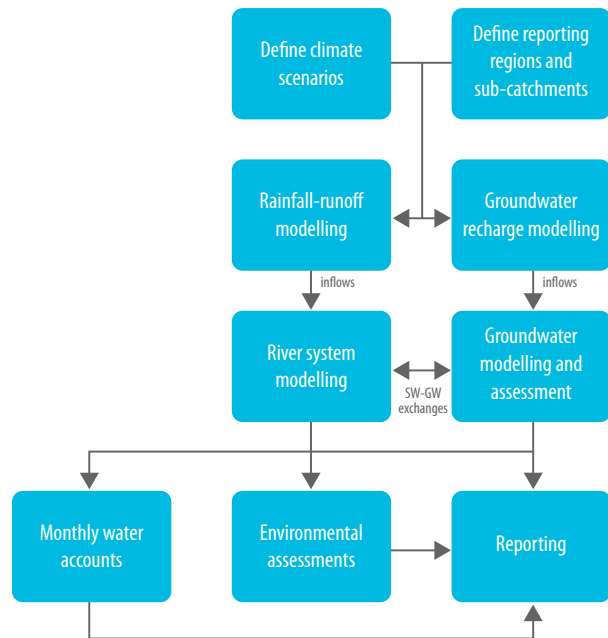 Define climate
scenarios
Define reporting
regions and
sub-catchments
Rainfall-runoff
modelling
Groundwater
recharge modelling
inflows
inflows
River system
modelling
SW-GW
exchanges
Groundwater
modelling and
assessment
Monthly water
accounts
Environmental
assessments
Reporting